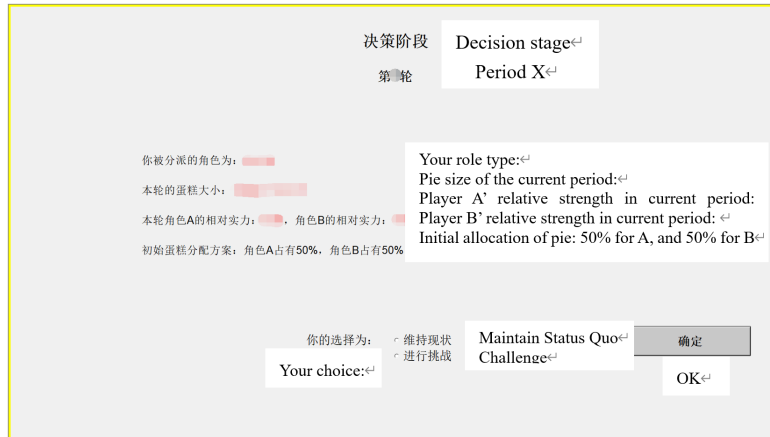 决策阶段 Decision stage↵
第 轮 Period X↵
你被分派的角色为： Your role type:↵
本轮的蛋糕大小： Pie size of the current period:↵
本轮角色A的相对实力： ，角色B的相对实力： Player A’ relative strength in current period:
Player B’ relative strength in current period: ↵
初始蛋糕分配方案：角色A占有50%，角色B占有50% Initial allocation of pie: 50% for A, and 50% for B↵
你的选择为： 维持现状 Maintain Status Quo↵ 确定
进行挑战 Challenge↵
Your choice:↵ OK↵